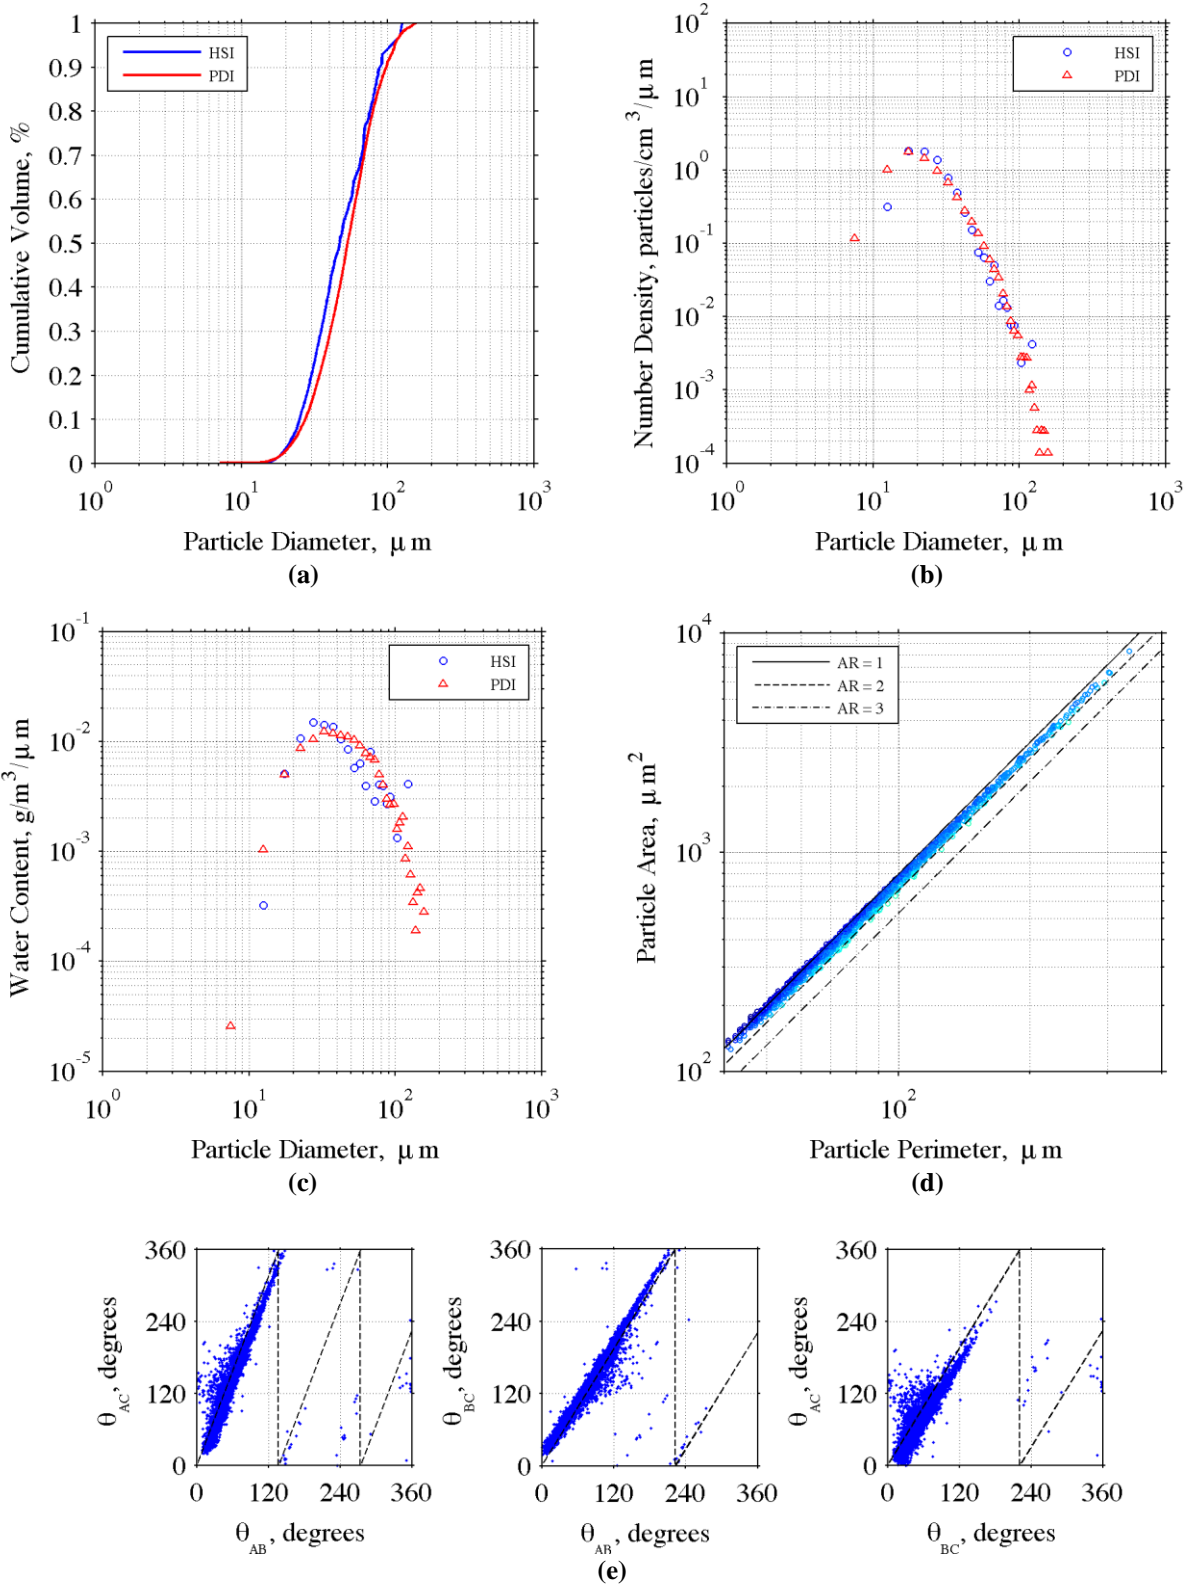 1
0.9
0.8
0.7
0.6
0.5
0.4
0.3
0.2
0.1
0
Cumulative Volume, %
HSI
PDI
10^0 10^1 10^2 10^3
Particle Diameter, μ m
(a)
10^2
10^1
10^0
10^-1
10^-2
10^-3
10^-4
Number Density, particles/cm^3/μ m
HSI
PDI
10^0 10^1 10^2 10^3
Particle Diameter, μ m
(b)
10^-1
10^-2
10^-3
10^-4
10^-5
Water Content, g/m^3/μ m
HSI
PDI
10^0 10^1 10^2 10^3
Particle Diameter, μ m
(c)
10^4
10^3
10^2
Particle Area, μ m^2
AR = 1
AR = 2
AR = 3
10^2
Particle Perimeter, μ m
(d)
360
240
120
0
θ_AC, degrees
0 120 240 360
θ_AB, degrees
360
240
120
0
θ_BC, degrees
0 120 240 360
θ_AB, degrees
360
240
120
0
θ_AC, degrees
0 120 240 360
θ_BC, degrees
(e)